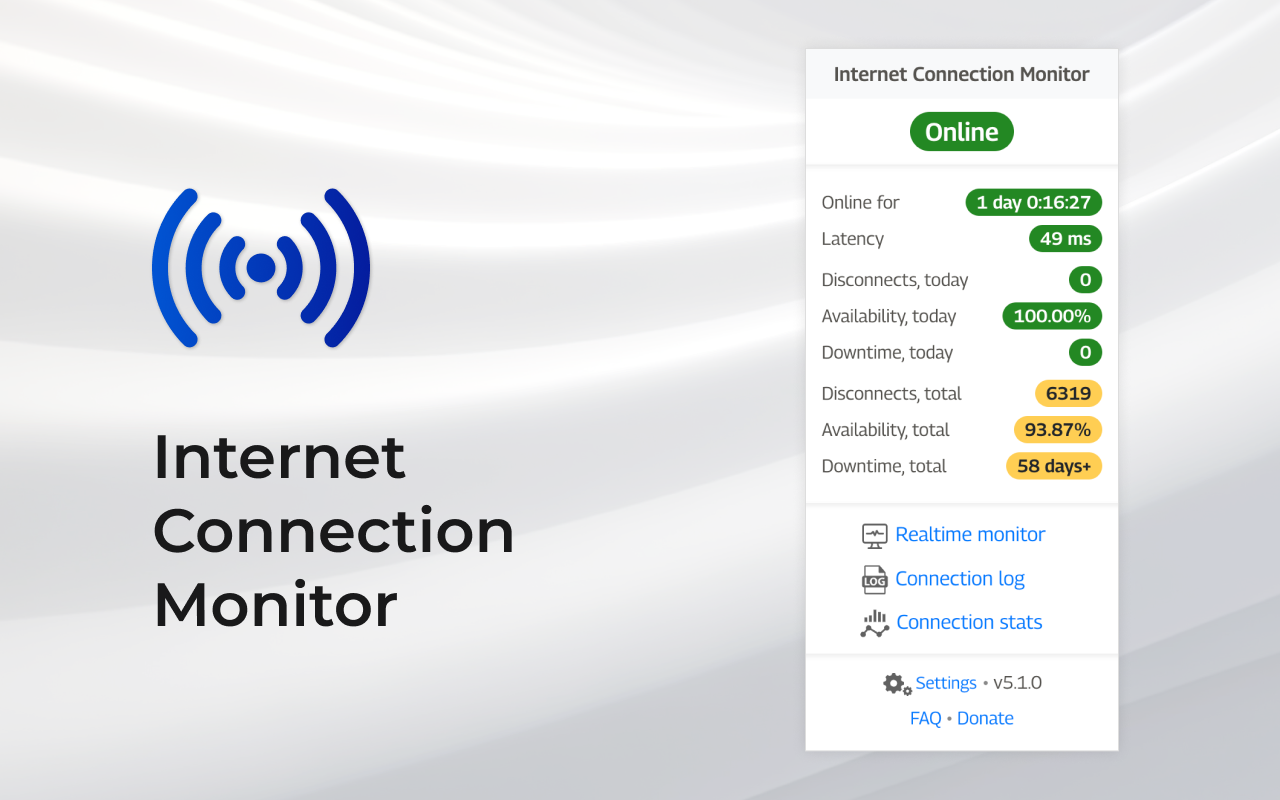 Internet
Connection
Monitor
Internet Connection Monitor
Online
Online for 1 day 0:16:27
Latency 49 ms
Disconnects, today 0
Availability, today 100.00%
Downtime, today 0
Disconnects, total 6319
Availability, total 93.87%
Downtime, total 58 days+
Realtime monitor
LOG Connection log
Connection stats
Settings • v5.1.0
FAQ • Donate